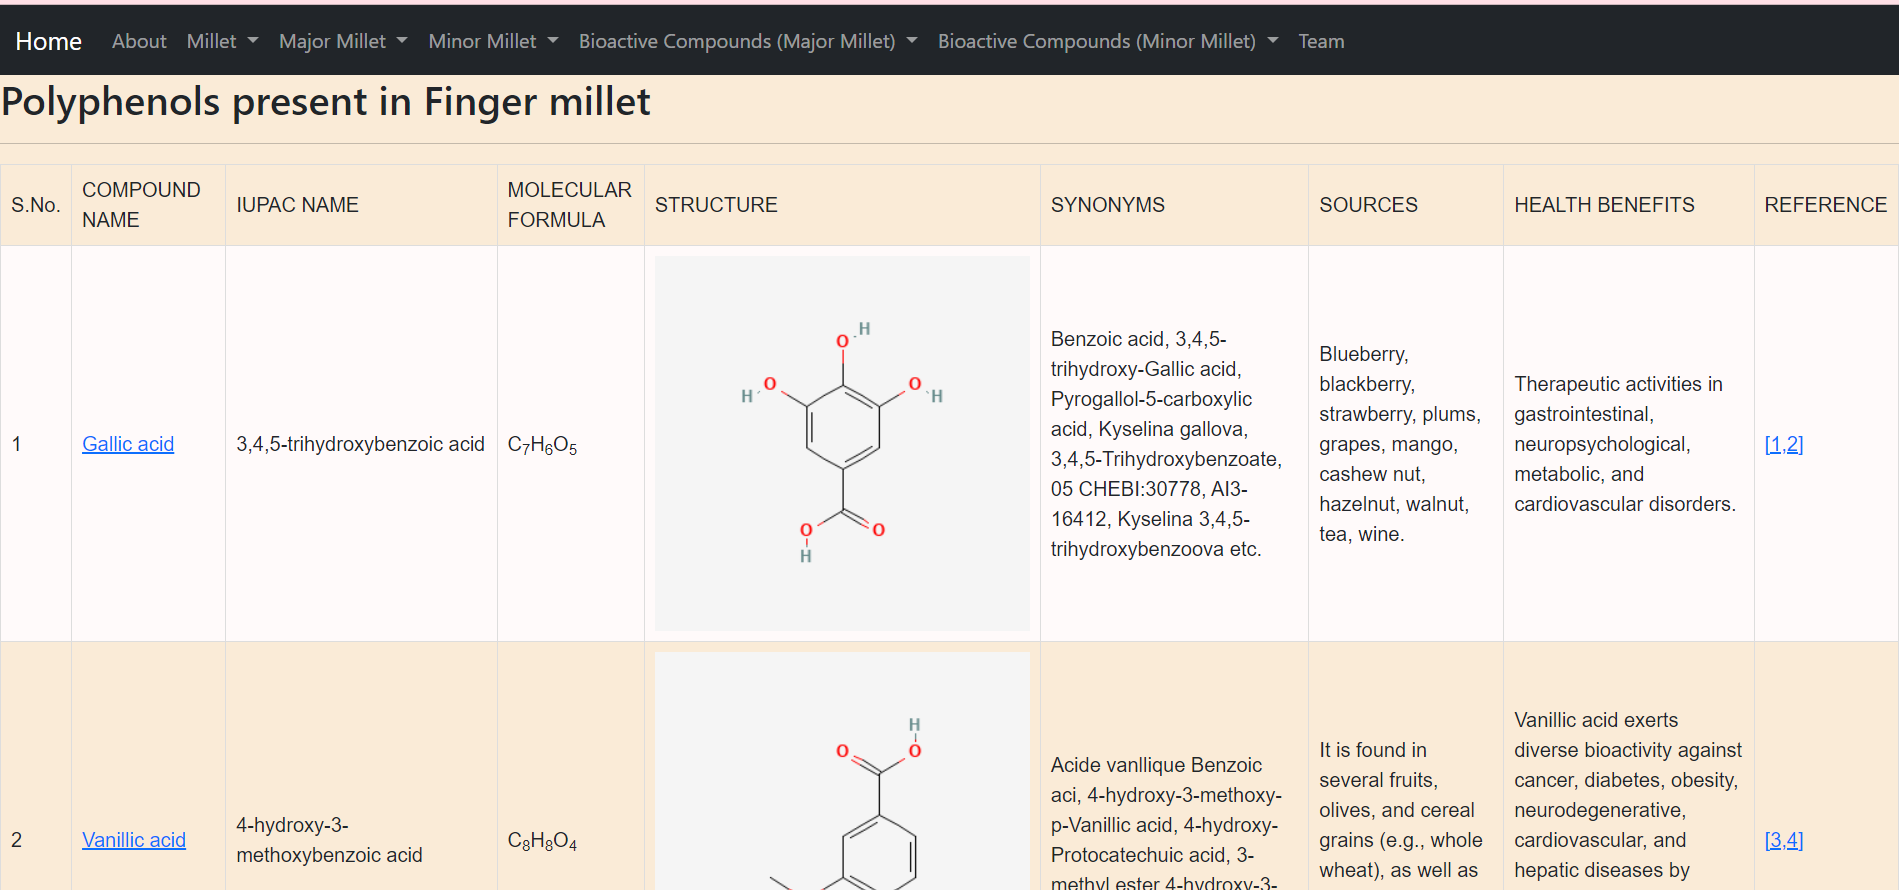 Home About Millet Major Millet Minor Millet Bioactive Compounds (Major Millet) Bioactive Compounds (Minor Millet) Team
Polyphenols present in Finger millet
S.No.
COMPOUND
NAME
IUPAC NAME
MOLECULAR
FORMULA
STRUCTURE
SYNONYMS
SOURCES
HEALTH BENEFITS
REFERENCE
1
Gallic acid
3,4,5-trihydroxybenzoic acid
C₇H₆O₅
H
O
H O
O H
O O
H
Benzoic acid, 3,4,5-
trihydroxy-Gallic acid,
Pyrogallol-5-carboxylic
acid, Kyselina gallova,
3,4,5-Trihydroxybenzoate,
05 CHEBI:30778, AI3-
16412, Kyselina 3,4,5-
trihydroxybenzoova etc.
Blueberry,
blackberry,
strawberry, plums,
grapes, mango,
cashew nut,
hazelnut, walnut,
tea, wine.
Therapeutic activities in
gastrointestinal,
neuropsychological,
metabolic, and
cardiovascular disorders.
[1,2]
2
Vanillic acid
4-hydroxy-3-
methoxybenzoic acid
C₈H₈O₄
H
O O
Acide vanllique Benzoic
aci, 4-hydroxy-3-methoxy-
p-Vanillic acid, 4-hydroxy-
Protocatechuic acid, 3-
methyl ester 4-hydroxy-3-
It is found in
several fruits,
olives, and cereal
grains (e.g., whole
wheat), as well as
Vanillic acid exerts
diverse bioactivity against
cancer, diabetes, obesity,
neurodegenerative,
cardiovascular, and
hepatic diseases by
[3,4]